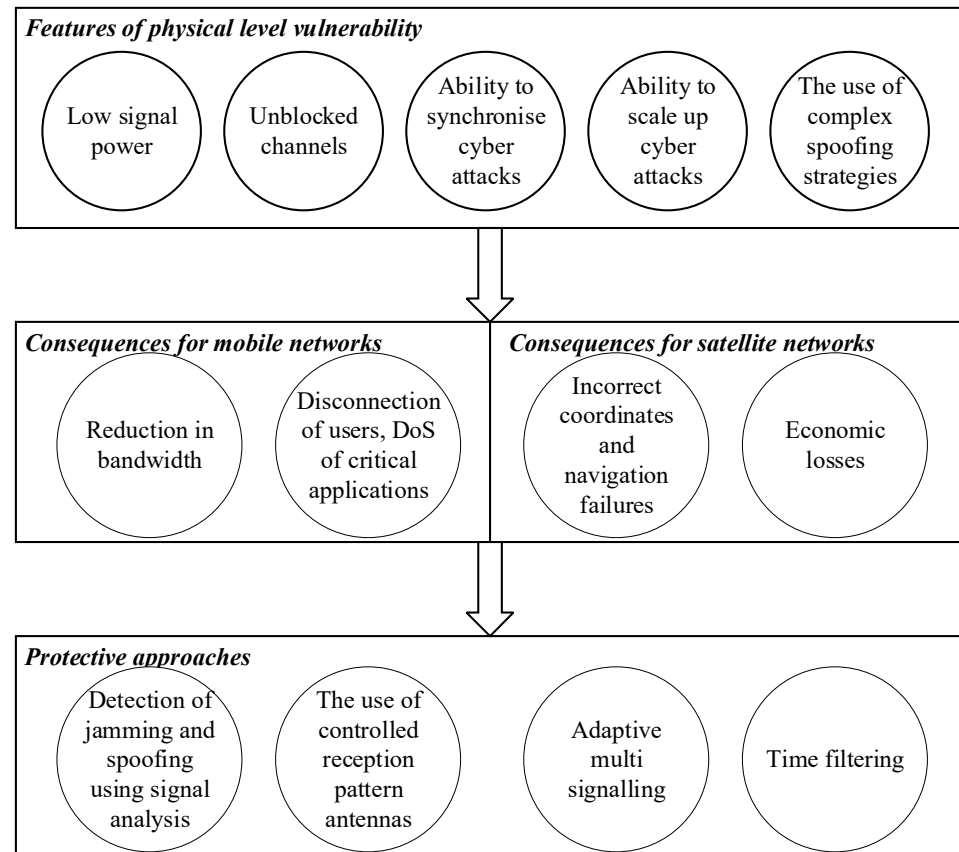 Features of physical level vulnerability
Low signal
power
Unblocked
channels
Ability to
synchronise
cyber
attacks
Ability to
scale up
cyber
attacks
The use of
complex
spoofing
strategies
Consequences for mobile networks
Reduction in
bandwidth
Disconnection
of users, DoS
of critical
applications
Consequences for satellite networks
Incorrect
coordinates
and
navigation
failures
Economic
losses
Protective approaches
Detection of
jamming and
spoofing
using signal
analysis
The use of
controlled
reception
pattern
antennas
Adaptive
multi
signalling
Time filtering